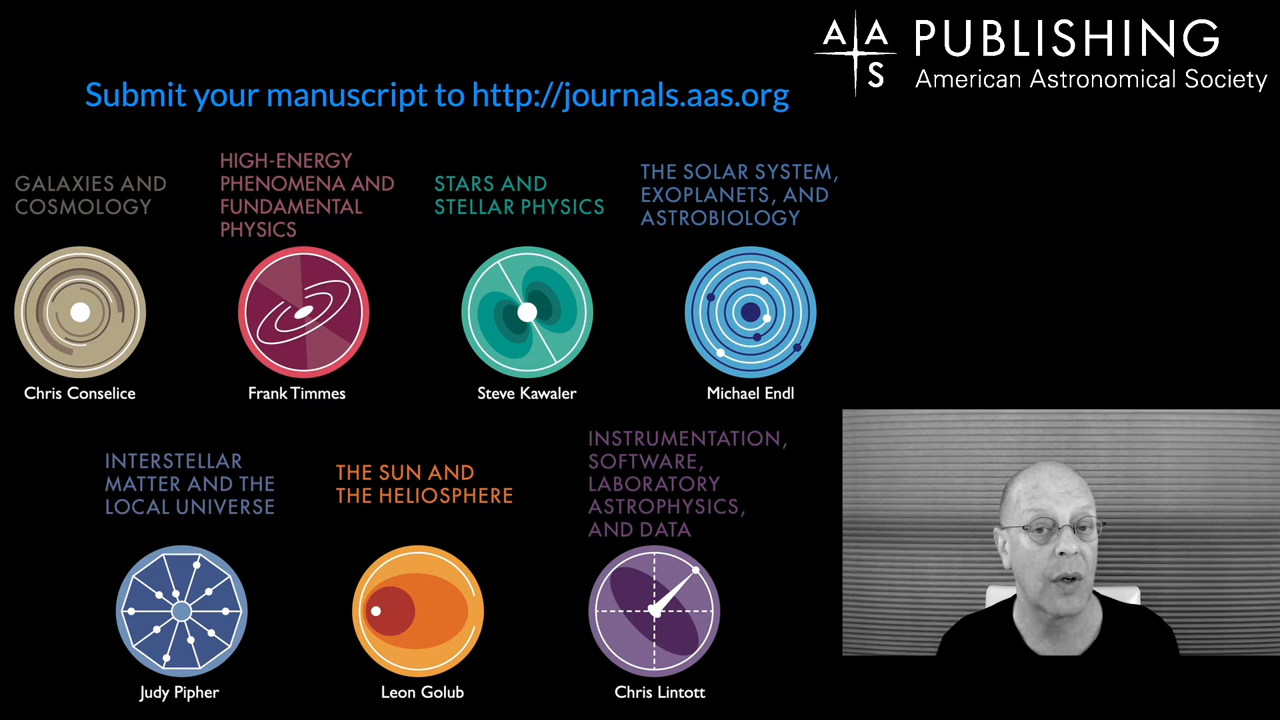 A A
S
PUBLISHING
American Astronomical Society
Submit your manuscript to http://journals.aas.org
GALAXIES AND
COSMOLOGY
HIGH-ENERGY
PHENOMENA AND
FUNDAMENTAL
PHYSICS
STARS AND
STELLAR PHYSICS
THE SOLAR SYSTEM,
EXOPLANETS, AND
ASTROBIOLOGY
Chris Conselice
Frank Timmes
Steve Kawaler
Michael Endl
INTERSTELLAR
MATTER AND THE
LOCAL UNIVERSE
THE SUN AND
THE HELIOSPHERE
INSTRUMENTATION,
SOFTWARE,
LABORATORY
ASTROPHYSICS,
AND DATA
Judy Pipher
Leon Golub
Chris Lintott